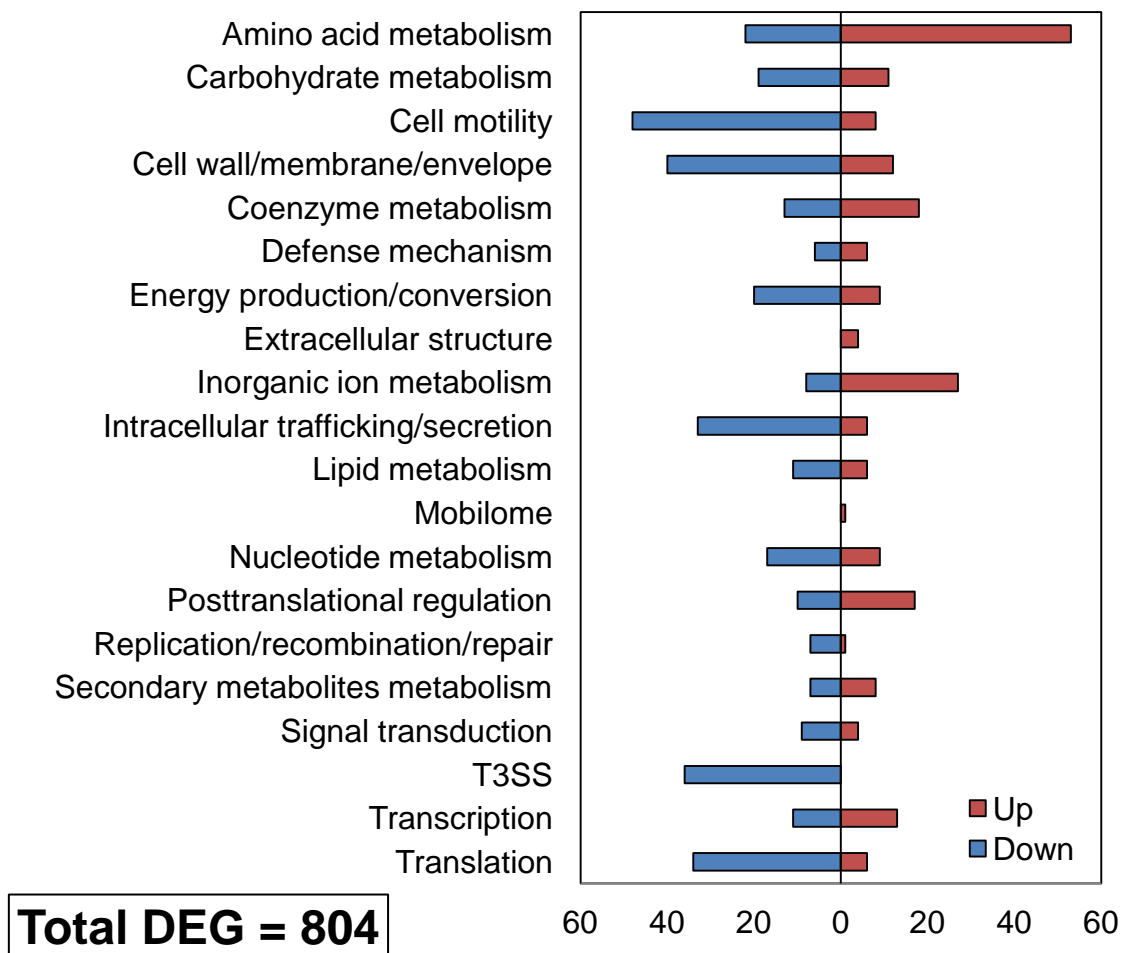 Amino acid metabolism
Carbohydrate metabolism
Cell motility
Cell wall/membrane/envelope
Coenzyme metabolism
Defense mechanism
Energy production/conversion
Extracellular structure
Inorganic ion metabolism
Intracellular trafficking/secretion
Lipid metabolism
Mobilome
Nucleotide metabolism
Posttranslational regulation
Replication/recombination/repair
Secondary metabolites metabolism
Signal transduction
T3SS
Transcription
Translation
Up
Down
Total DEG = 804
60 40 20 0 20 40 60